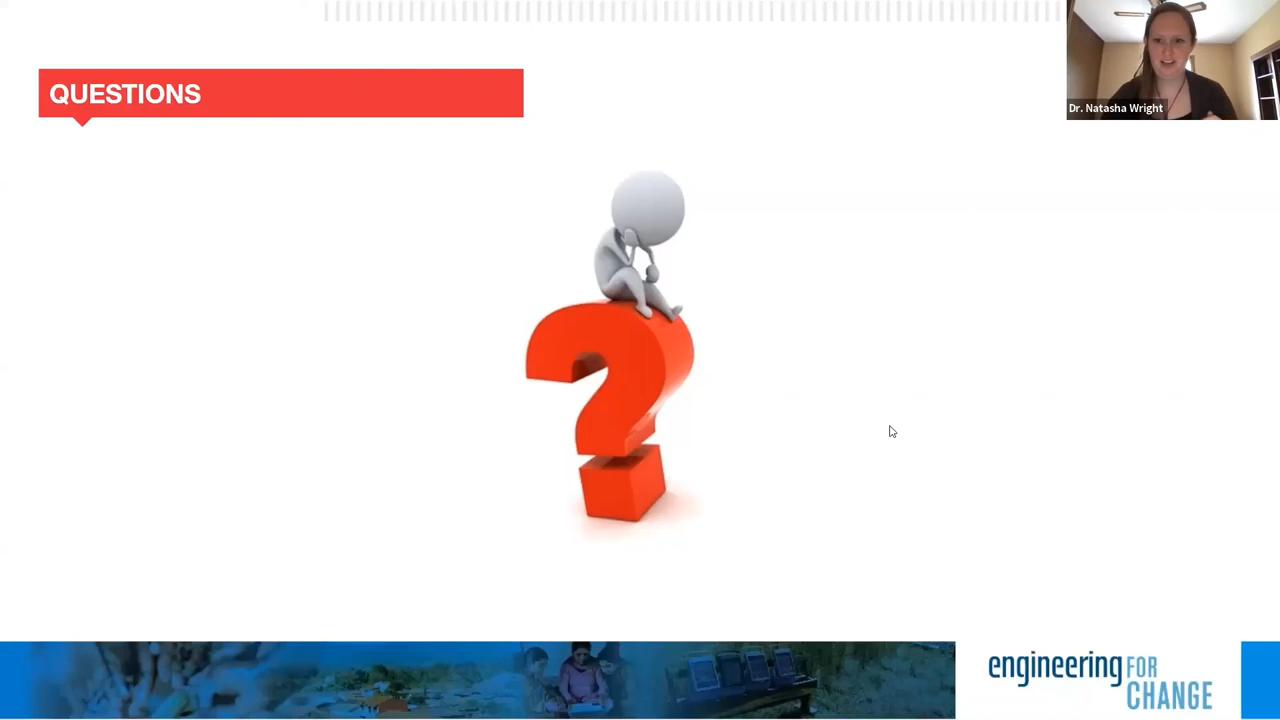 QUESTIONS
Dr. Natasha Wright
?
engineering FOR
CHANGE